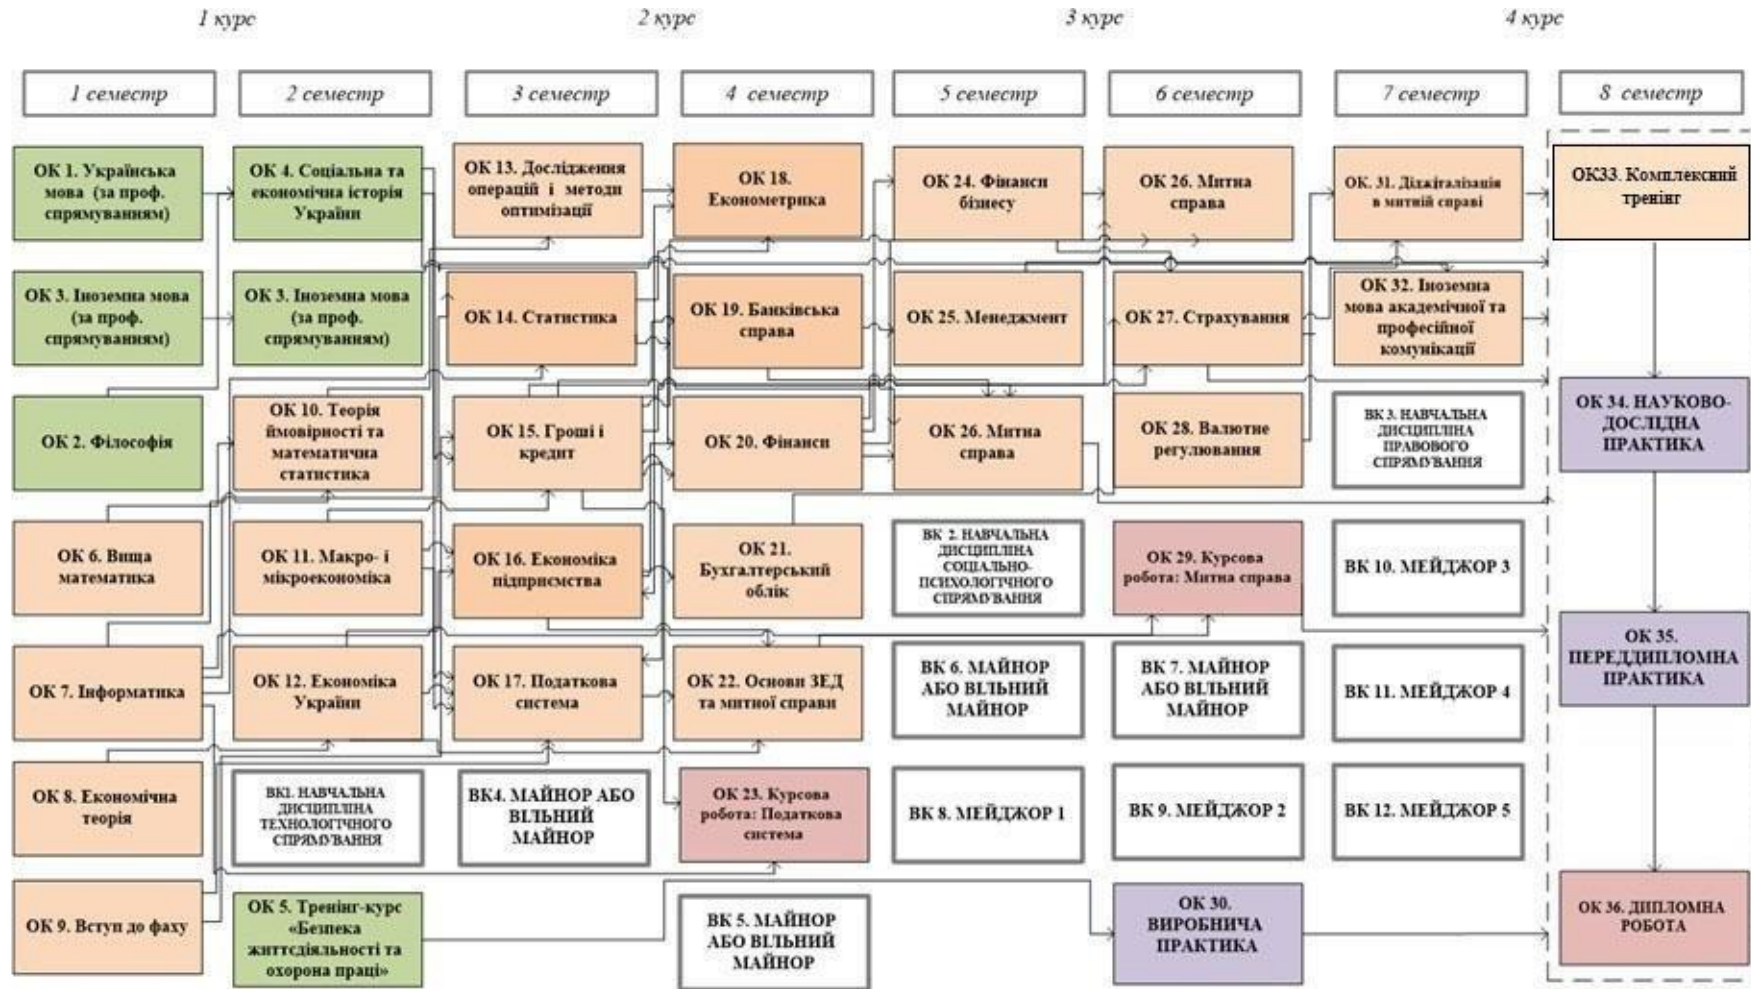 1 курс
2 курс
3 курс
4 курс
1 семестр
2 семестр
3 семестр
4 семестр
5 семестр
6 семестр
7 семестр
8 семестр
ОК 1. Українська
мова (за проф.
спрямуванням)
ОК 3. Іноземна мова
(за проф.
спрямуванням)
ОК 2. Філософія
ОК 6. Вища
математика
ОК 7. Інформатика
ОК 8. Економічна
теорія
ОК 9. Вступ до фаху
ОК 4. Соціальна та
економічна історія
України
ОК 3. Іноземна мова
(за проф.
спрямуванням)
ОК 10. Теорія
ймовірності та
математична
статистика
ОК 11. Макро- і
мікроекономіка
ОК 12. Економіка
України
ВК1. НАВЧАЛЬНА
ДИСЦИПЛІНА
ТЕХНОЛОГІЧНОГО
СПРЯМУВАННЯ
ОК 5. Тренінг-курс
«Безпека
життєдіяльності та
охорона праці»
ОК 13. Дослідження
операцій і методи
оптимізації
ОК 14. Статистика
ОК 15. Гроші і
кредит
ОК 16. Економіка
підприємства
ОК 17. Податкова
система
ВК4. МАЙНОР АБО
ВІЛЬНИЙ
МАЙНОР
ОК 18.
Економетрика
ОК 19. Банківська
справа
ОК 20. Фінанси
ОК 21.
Бухгалтерський
облік
ОК 22. Основи ЗЕД
та митної справи
ОК 23. Курсова
робота: Податкова
система
ВК 5. МАЙНОР
АБО ВІЛЬНИЙ
МАЙНОР
ОК 24. Фінанси
бізнесу
ОК 25. Менеджмент
ОК 26. Митна
справа
ВК 2. НАВЧАЛЬНА
ДИСЦИПЛІНА
СОЦІАЛЬНО-
ПСИХОЛОГІЧНОГО
СПРЯМУВАННЯ
ВК 6. МАЙНОР
АБО ВІЛЬНИЙ
МАЙНОР
ВК 8. МЕЙДЖОР 1
ОК 26. Митна
справа
ОК 27. Страхування
ОК 28. Валютне
регулювання
ОК 29. Курсова
робота: Митна справа
ВК 7. МАЙНОР
АБО ВІЛЬНИЙ
МАЙНОР
ВК 9. МЕЙДЖОР 2
ОК 30.
ВИРОБНИЧА
ПРАКТИКА
ОК. 31. Діджіталізація
в митній справі
ОК 32. Іноземна
мова академічної та
професійної
комунікації
ВК 3. НАВЧАЛЬНА
ДИСЦИПЛІНА
ПРАВОВОГО
СПРЯМУВАННЯ
ВК 10. МЕЙДЖОР 3
ВК 11. МЕЙДЖОР 4
ВК 12. МЕЙДЖОР 5
ОК33. Комплексний
тренінг
ОК 34. НАУКОВО-
ДОСЛІДНА
ПРАКТИКА
ОК 35.
ПЕРЕДДИПЛОМНА
ПРАКТИКА
ОК 36. ДИПЛОМНА
РОБОТА